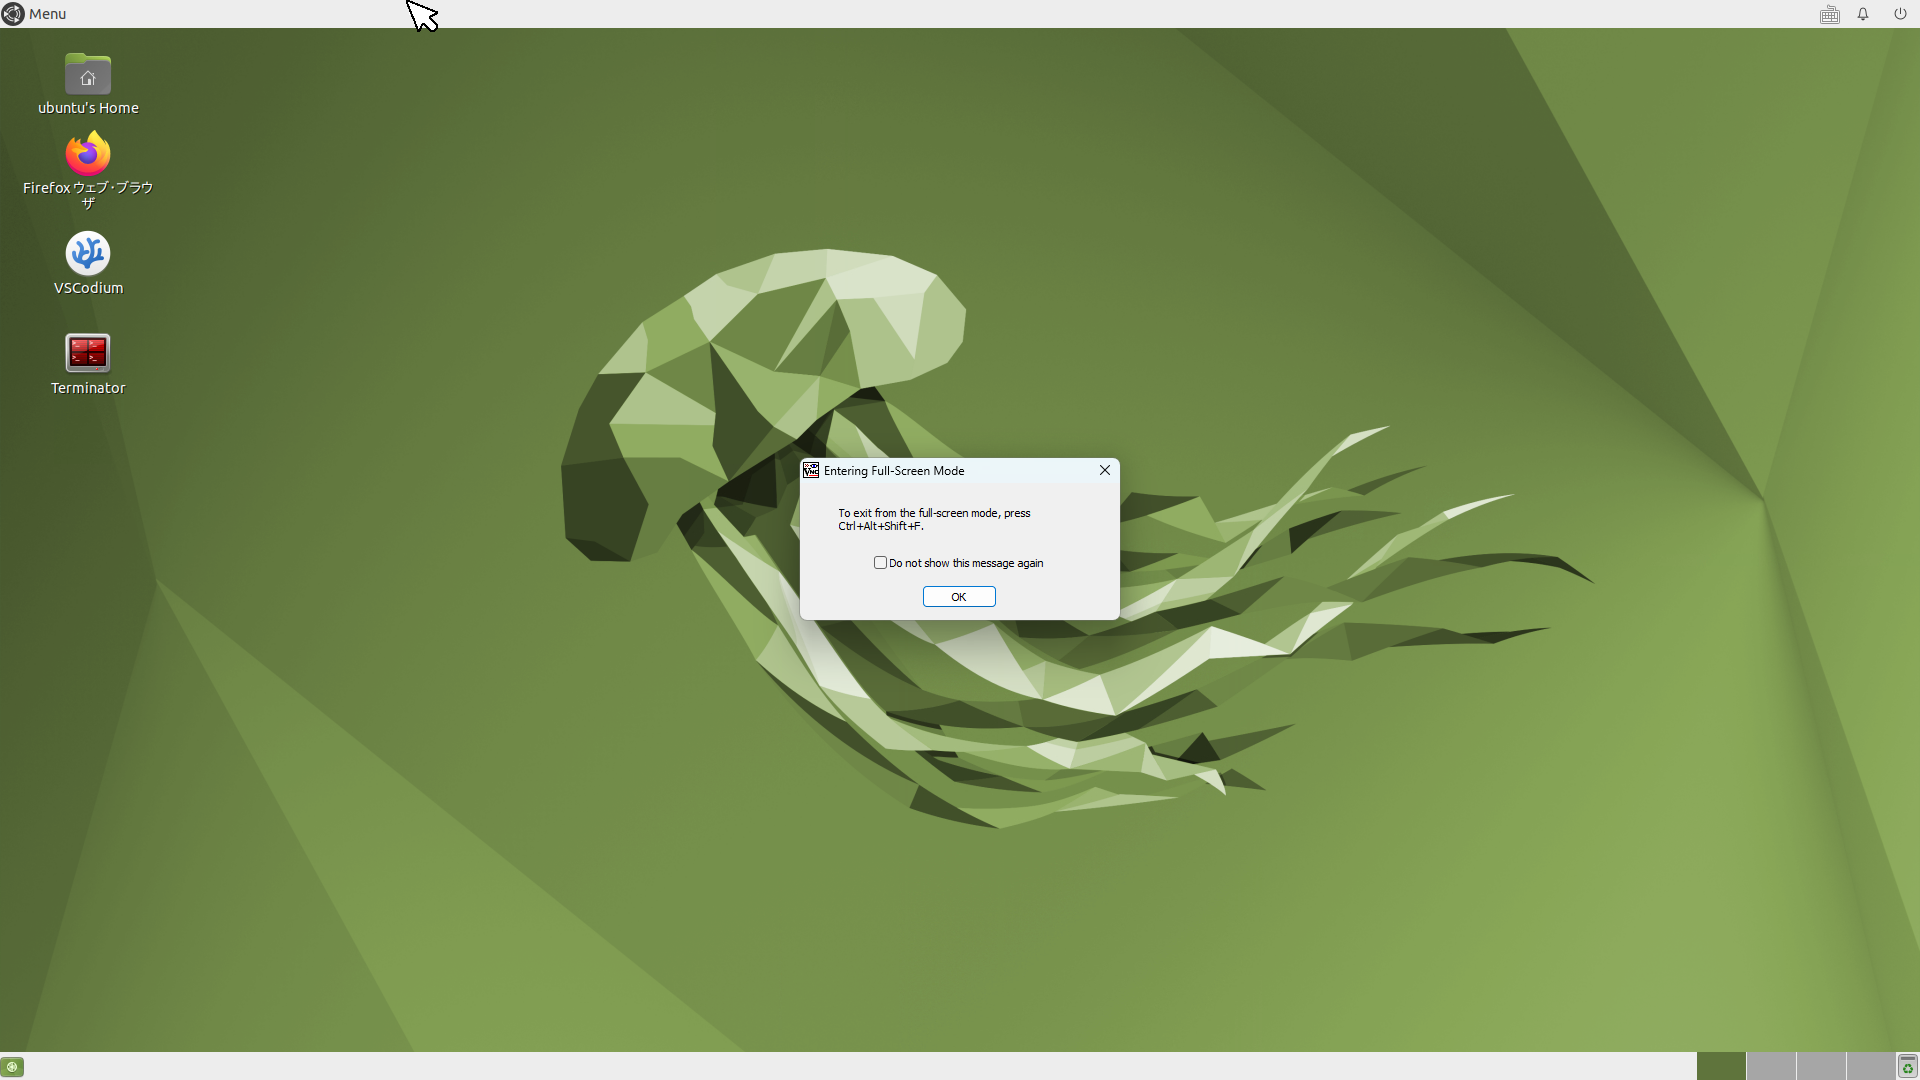 Menu
ubuntu's Home
Firefox ウェブ・ブラウ
ザ
VSCodium
Terminator
Entering Full-Screen Mode
To exit from the full-screen mode, press
Ctrl+Alt+Shift+F.
Do not show this message again
OK